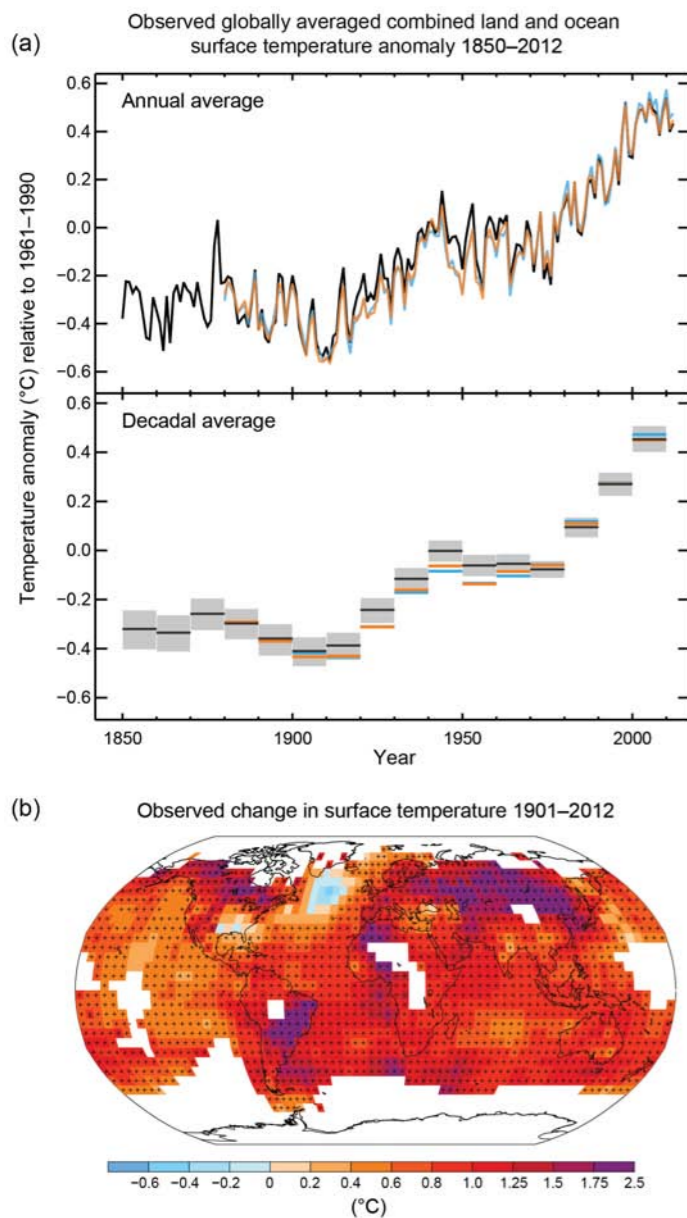 Observed globally averaged combined land and ocean
surface temperature anomaly 1850–2012
(a)
Annual average
0.6
0.4
0.2
0.0
−0.2
−0.4
−0.6
Temperature anomaly (°C) relative to 1961–1990
Decadal average
0.4
0.2
0.0
−0.2
−0.4
−0.6
1850 1900 1950 2000
Year
(b)
Observed change in surface temperature 1901–2012
−0.6 −0.4 −0.2 0 0.2 0.4 0.6 0.8 1.0 1.25 1.5 1.75 2.5
(°C)